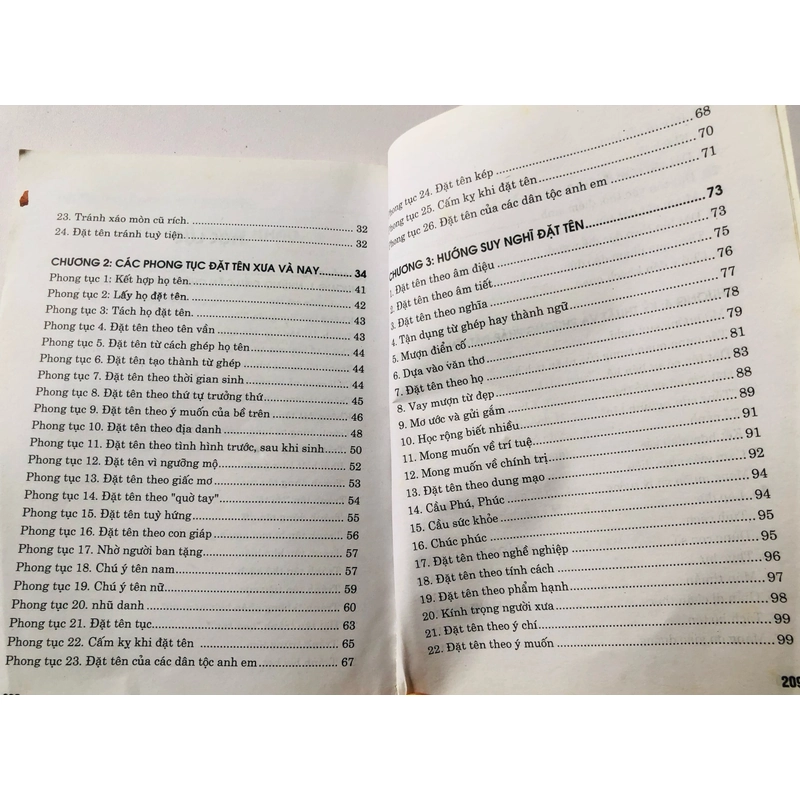 23. Tránh xáo mòn cũ rích. 32
24. Đặt tên tránh tuỳ tiện. 32
CHƯƠNG 2: CÁC PHONG TỤC ĐẶT TÊN XƯA VÀ NAY 34
Phong tục 1: Kết hợp họ tên. 41
Phong tục 2: Lấy họ đặt tên. 42
Phong tục 3: Tách họ đặt tên. 43
Phong tục 4. Đặt tên theo tên vần 43
Phong tục 5. Đặt tên từ cách ghép họ tên 44
Phong tục 6. Đặt tên tạo thành từ ghép 44
Phong tục 7. Đặt tên theo thời gian sinh 44
Phong tục 8. Đặt tên theo thứ tự trưởng thứ 45
Phong tục 9. Đặt tên theo ý muốn của bề trên 46
Phong tục 10. Đặt tên theo địa danh 48
Phong tục 11. Đặt tên theo tình hình trước, sau khi sinh 50
Phong tục 12. Đặt tên vì ngưỡng mộ 52
Phong tục 13. Đặt tên theo giấc mơ 53
Phong tục 14. Đặt tên theo "quờ tay" 54
Phong tục 15. Đặt tên tuỳ hứng 55
Phong tục 16. Đặt tên theo con giáp 56
Phong tục 17. Nhờ người ban tặng 57
Phong tục 18. Chú ý tên nam 57
Phong tục 19. Chú ý tên nữ 59
Phong tục 20. nhũ danh 60
Phong tục 21. Đặt tên tục 63
Phong tục 22. Cấm kỵ khi đặt tên 65
Phong tục 23. Đặt tên của các dân tộc anh em 67
Phong tục 24. Đặt tên kép 68
Phong tục 25. Cấm kỵ khi đặt tên 70
Phong tục 26. Đặt tên của các dân tộc anh em 71
CHƯƠNG 3: HƯỚNG SUY NGHĨ ĐẶT TÊN 73
1. Đặt tên theo âm điệu 73
2. Đặt tên theo âm tiết 75
3. Đặt tên theo nghĩa 76
4. Tận dụng từ ghép hay thành ngữ 77
5. Mượn điển cố 78
6. Dựa vào văn thơ 79
7. Đặt tên theo họ 81
8. Vay mượn từ đẹp 83
9. Mơ ước và gửi gắm 88
10. Học rộng biết nhiều 89
11. Mong muốn về trí tuệ 91
12. Mong muốn về chính trị 91
13. Đặt tên theo dung mạo 92
14. Cầu Phú, Phúc 94
15. Cầu sức khỏe 94
16. Chúc phúc 95
17. Đặt tên theo nghề nghiệp 95
18. Đặt tên theo tính cách 96
19. Đặt tên theo phẩm hạnh 97
20. Kính trọng người xưa 98
21. Đặt tên theo ý chí 99
22. Đặt tên theo ý muốn 99
209